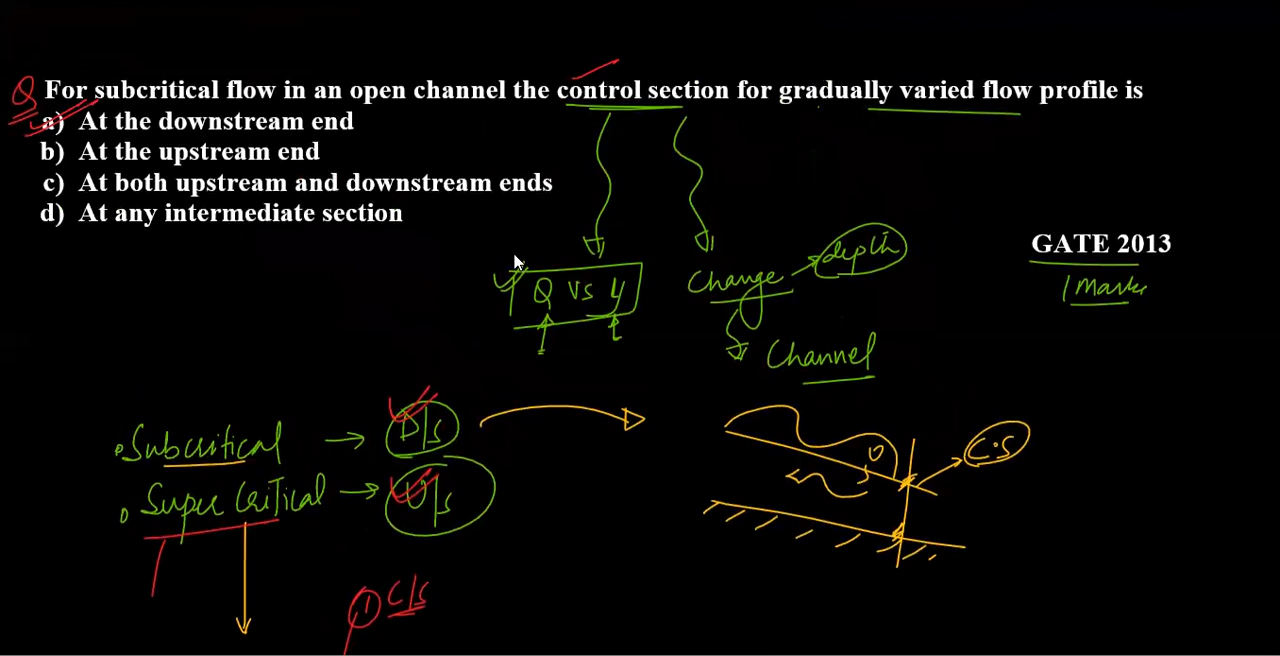 Q For subcritical flow in an open channel the control section for gradually varied flow profile is
a) At the downstream end
b) At the upstream end
c) At both upstream and downstream ends
d) At any intermediate section
GATE 2013
1 Marks
Q vs y
Change
depth
Channel
Subcritical → D/s
Super Critical → U/s
C.S
1 C/s